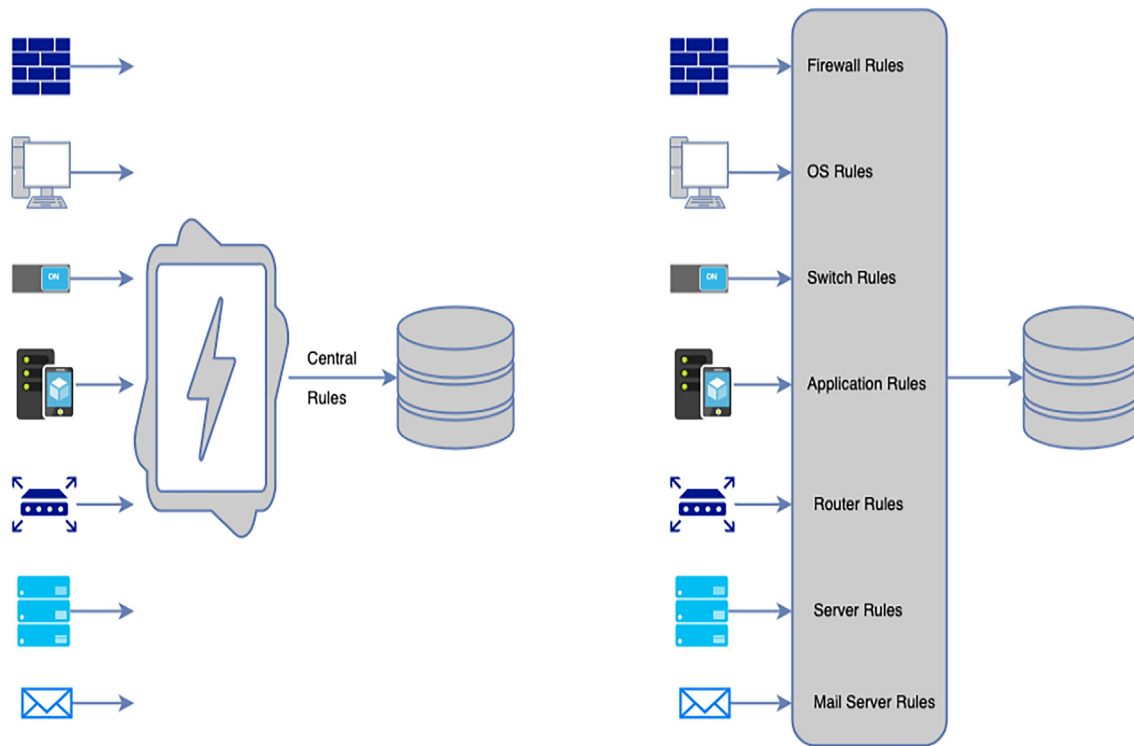 Firewall Rules
OS Rules
ON
ON
Switch Rules
Central
Rules
Application Rules
Router Rules
Server Rules
Mail Server Rules